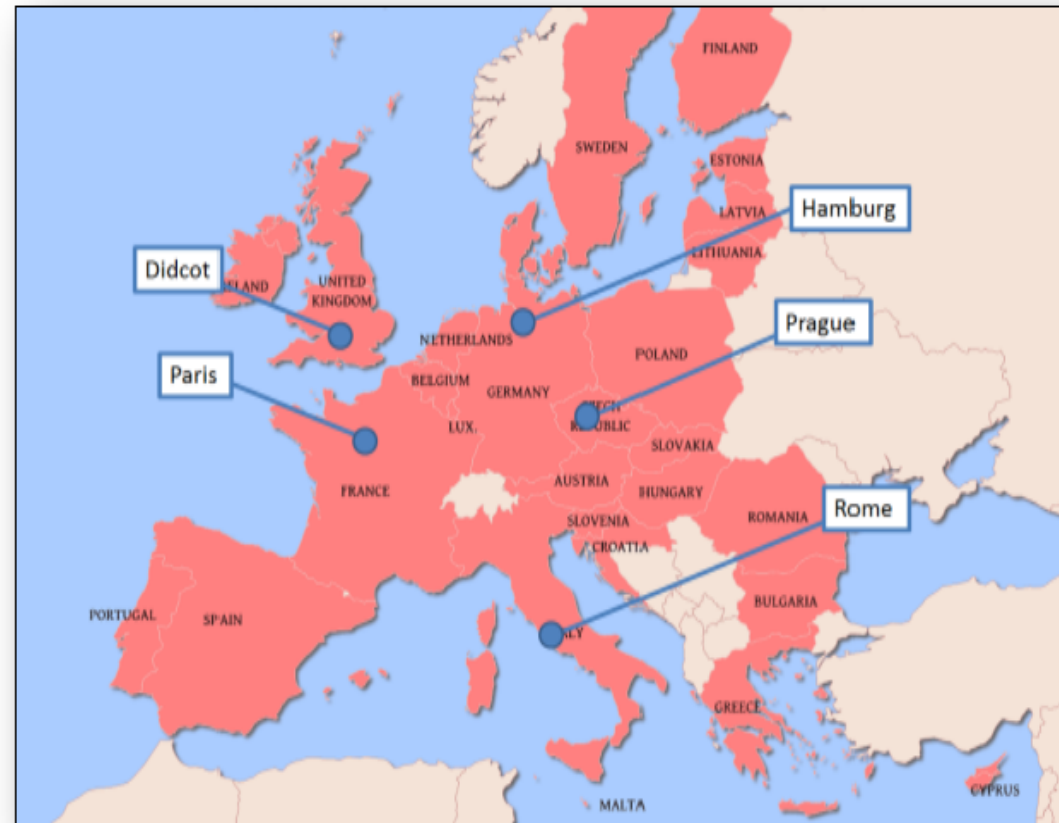 FINLAND
SWEDEN
ESTONIA
LATVIA
Hamburg
LITHUANIA
Didcot
UNITED
KINGDOM
NETHERLANDS
Prague
POLAND
Paris
BELGIUM
GERMANY
LUX.
SLOVAKIA
AUSTRIA
HUNGARY
FRANCE
Rome
SLOVENIA
ROMANIA
CROATIA
BULGARIA
PORTUGAL
SPAIN
GREECE
CYPRUS
MALTA